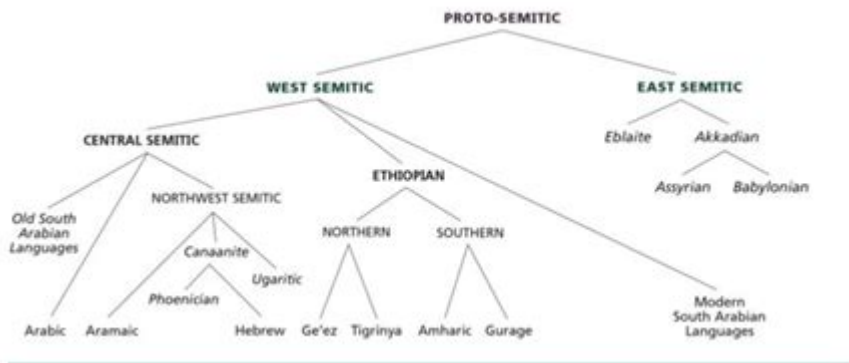 PROTO-SEMITIC
WEST SEMITIC
EAST SEMITIC
CENTRAL SEMITIC
Eblaite
Akkadian
ETHIOPIAN
Assyrian
Babylonian
NORTHWEST SEMITIC
Old South
Arabian
Languages
NORTHERN
SOUTHERN
Canaanite
Ugaritic
Phoenician
Modern
South Arabian
Languages
Arabic
Aramaic
Hebrew
Ge'ez
Tigrinya
Amharic
Gurage